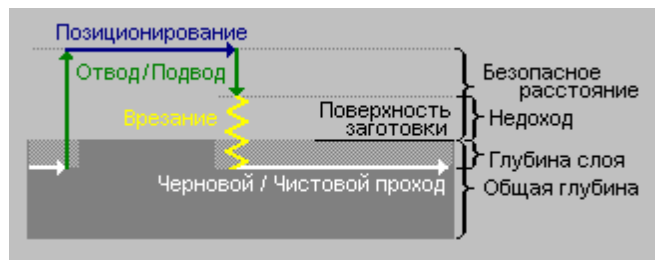 Позиционирование
Отвод/Подвод
Безопасное
расстояние
Врезание
Поверхность
заготовки
Недоход
Глубина слоя
Черновой / Чистовой проход
Общая глубина